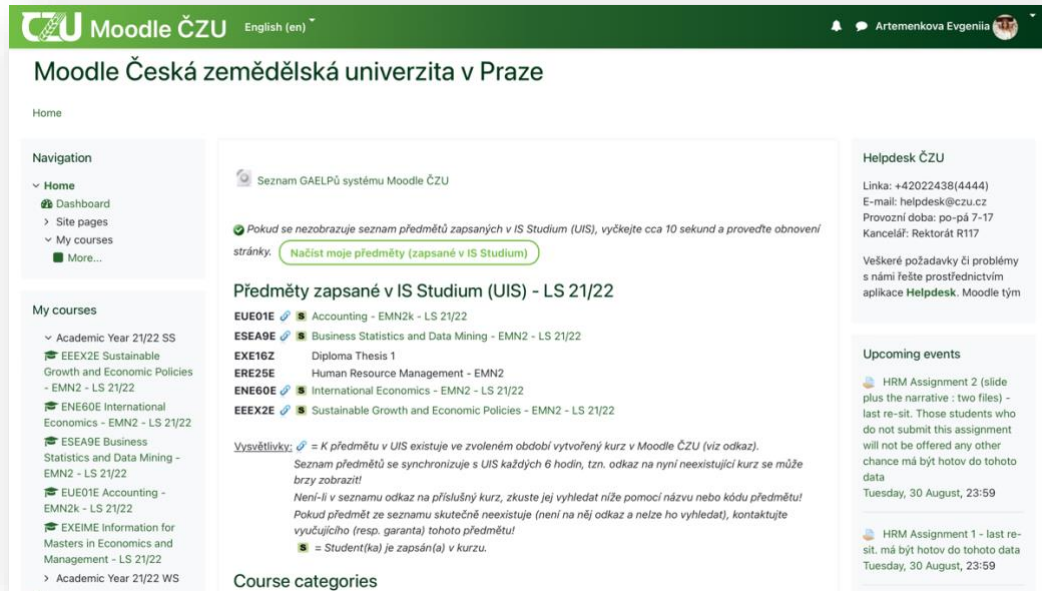 CZU Moodle ČZU English (en) Artemenkova Evgeniia
Moodle Česká zemědělská univerzita v Praze
Home
Navigation
Home
Dashboard
Site pages
My courses
More...
My courses
Academic Year 21/22 SS
EEEX2E Sustainable
Growth and Economic Policies
- EMN2 - LS 21/22
ENE60E International
Economics - EMN2 - LS 21/22
ESEA9E Business
Statistics and Data Mining -
EMN2 - LS 21/22
EUE01E Accounting -
EMN2k - LS 21/22
EXEIME Information for
Masters in Economics and
Management - LS 21/22
Academic Year 21/22 WS
Seznam GAELPů systému Moodle ČZU
Pokud se nezobrazuje seznam předmětů zapsaných v IS Studium (UIS), vyčkejte cca 10 sekund a proveďte obnovení
stránky. Načíst moje předměty (zapsané v IS Studium)
Předměty zapsané v IS Studium (UIS) - LS 21/22
EUE01E S Accounting - EMN2k - LS 21/22
ESEA9E S Business Statistics and Data Mining - EMN2 - LS 21/22
EXE16Z Diploma Thesis 1
ERE25E Human Resource Management - EMN2
ENE60E S International Economics - EMN2 - LS 21/22
EEEX2E S Sustainable Growth and Economic Policies - EMN2 - LS 21/22
Vysvětlivky: = K předmětu v UIS existuje ve zvoleném období vytvořený kurz v Moodle ČZU (viz odkaz).
Seznam předmětů se synchronizuje s UIS každých 6 hodin, tzn. odkaz na nyní neexistující kurz se může
brzy zobrazit!
Není-li v seznamu odkaz na příslušný kurz, zkuste jej vyhledat níže pomocí názvu nebo kódu předmětu!
Pokud předmět ze seznamu skutečně neexistuje (není na něj odkaz a nelze ho vyhledat), kontaktujte
vyučujícího (resp. garanta) tohoto předmětu!
S = Student(ka) je zapsán(a) v kurzu.
Course categories
Helpdesk ČZU
Linka: +42022438(4444)
E-mail: helpdesk@czu.cz
Provozní doba: po-pá 7-17
Kancelář: Rektorát R117
Veškeré požadavky či problémy
s námi řešte prostřednictvím
aplikace Helpdesk. Moodle tým
Upcoming events
HRM Assignment 2 (slide
plus the narrative : two files) -
last re-sit. Those students who
do not submit this assignment
will not be offered any other
chance má být hotov do tohoto
data
Tuesday, 30 August, 23:59
HRM Assignment 1 - last re-
sit. má být hotov do tohoto data
Tuesday, 30 August, 23:59